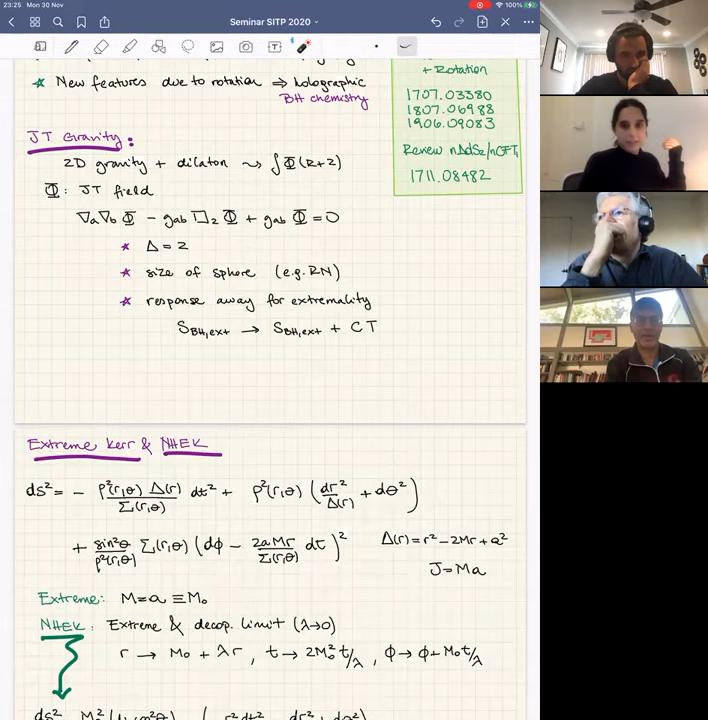 23:25 Mon 30 Nov
100%
Seminar SITP 2020
* New features due to rotation ⇒ holographic
BH chemistry
+ Rotation
1707.03380
1807.06988
1906.09083
Review nAdS2/nCFT1
1711.08482
JT Gravity:
2D gravity + dilaton ⇝ ∫Φ(R+2)
Φ: JT field
∇a∇bΦ − gab □2 Φ + gab Φ = 0
* Δ = 2
* size of sphere (e.g. RN)
* response away for extremality
SBH,ext → SBH,ext + CT
Extreme Kerr & NHEK
ds² = − ρ²(r,θ) Δ(r)/Σ(r,θ) dt² + ρ²(r,θ) (dr²/Δ(r) + dθ²)
+ sin²θ/ρ²(r,θ) Σ(r,θ) (dφ − 2aMr/Σ(r,θ) dt)²
Δ(r) = r² − 2Mr + a²
J = Ma
Extreme: M = a ≡ M₀
NHEK: Extreme & decop. limit (λ→0)
r → M₀ + λr, t → 2M₀² t/λ, φ → φ + M₀ t/λ